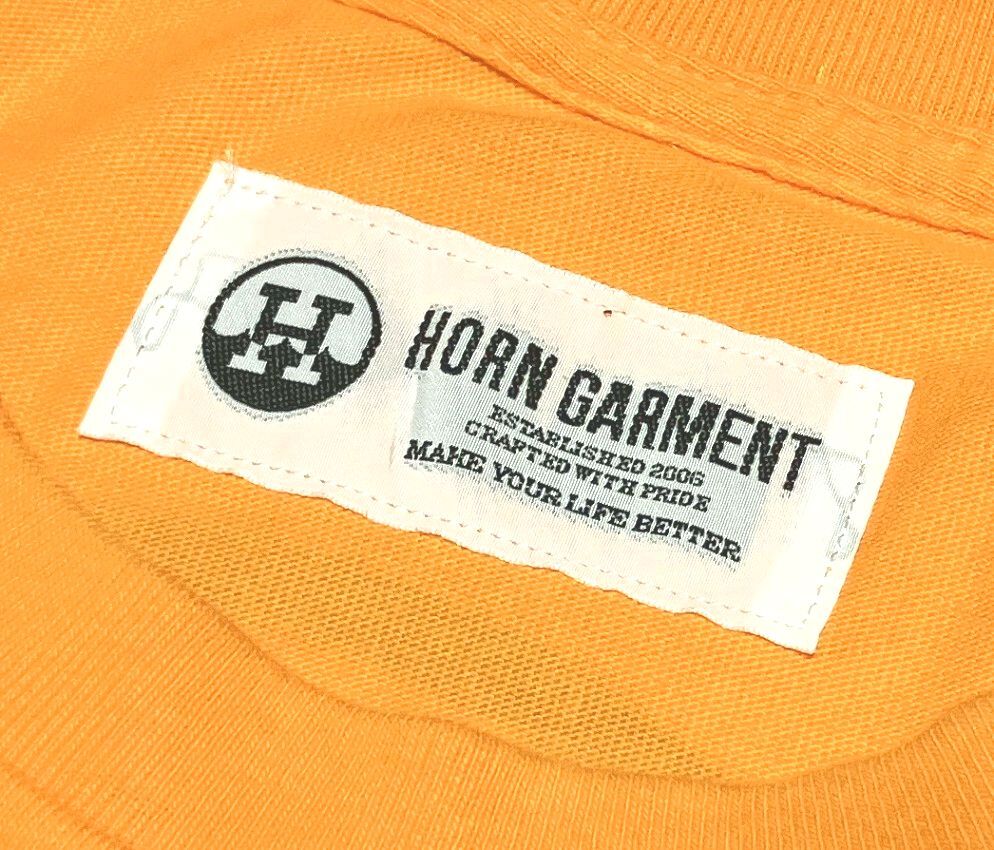 H
HORN GARMENT
ESTABLISHED 2006
CRAFTED WITH PRIDE
MAKE YOUR LIFE BETTER